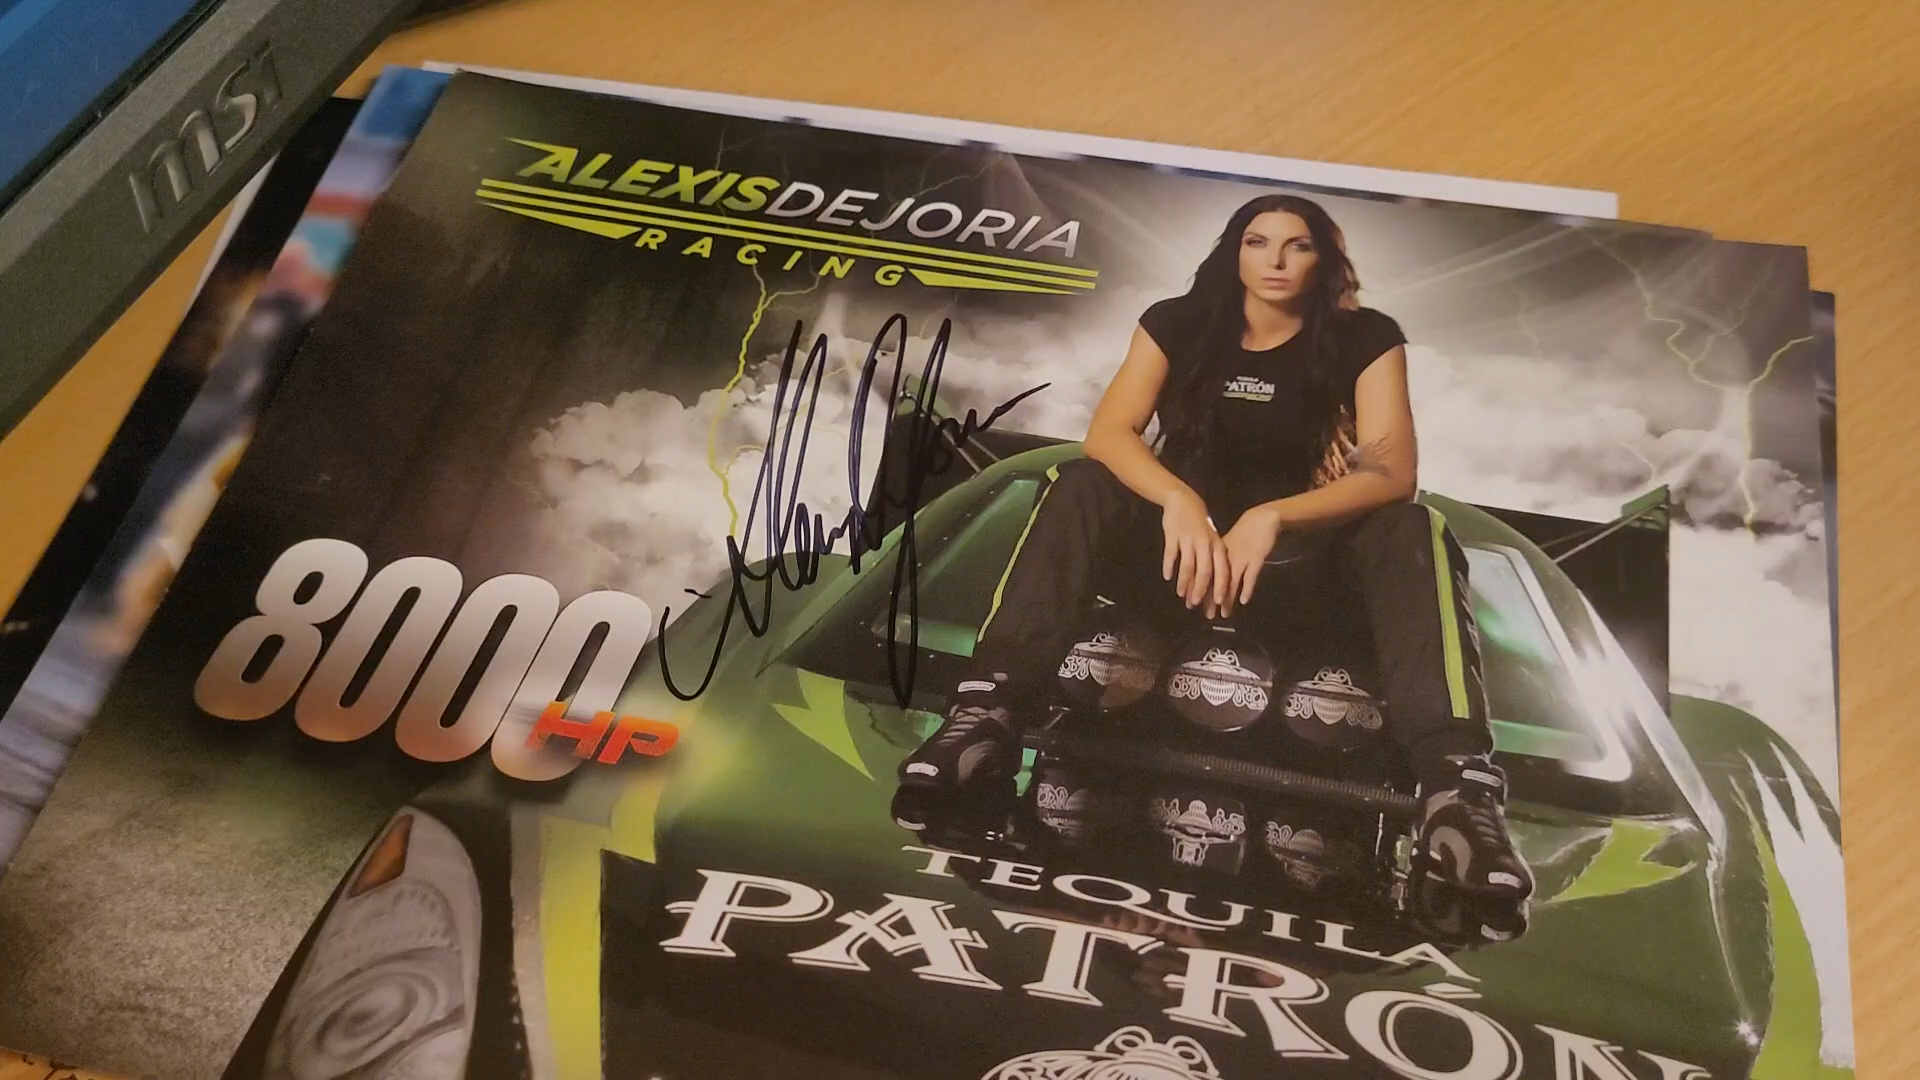 msi
ALEXISDEJORIA
RACING
PATRÓN
8000
HP
TEQUILA
PATRÓN